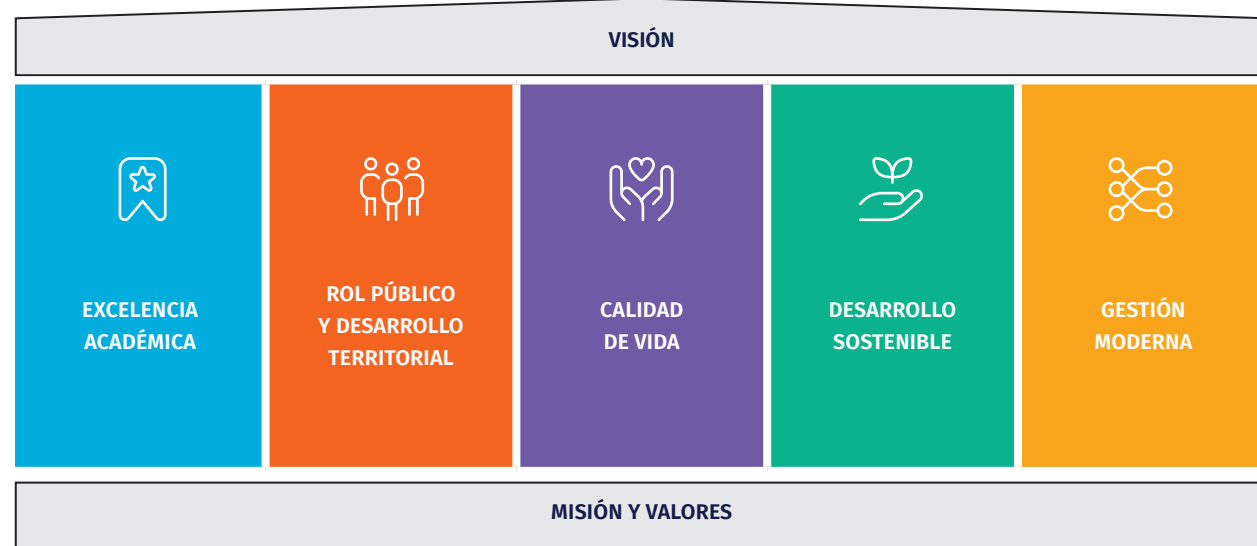 VISIÓN
EXCELENCIA
ACADÉMICA
ROL PÚBLICO
Y DESARROLLO
TERRITORIAL
CALIDAD
DE VIDA
DESARROLLO
SOSTENIBLE
GESTIÓN
MODERNA
MISIÓN Y VALORES